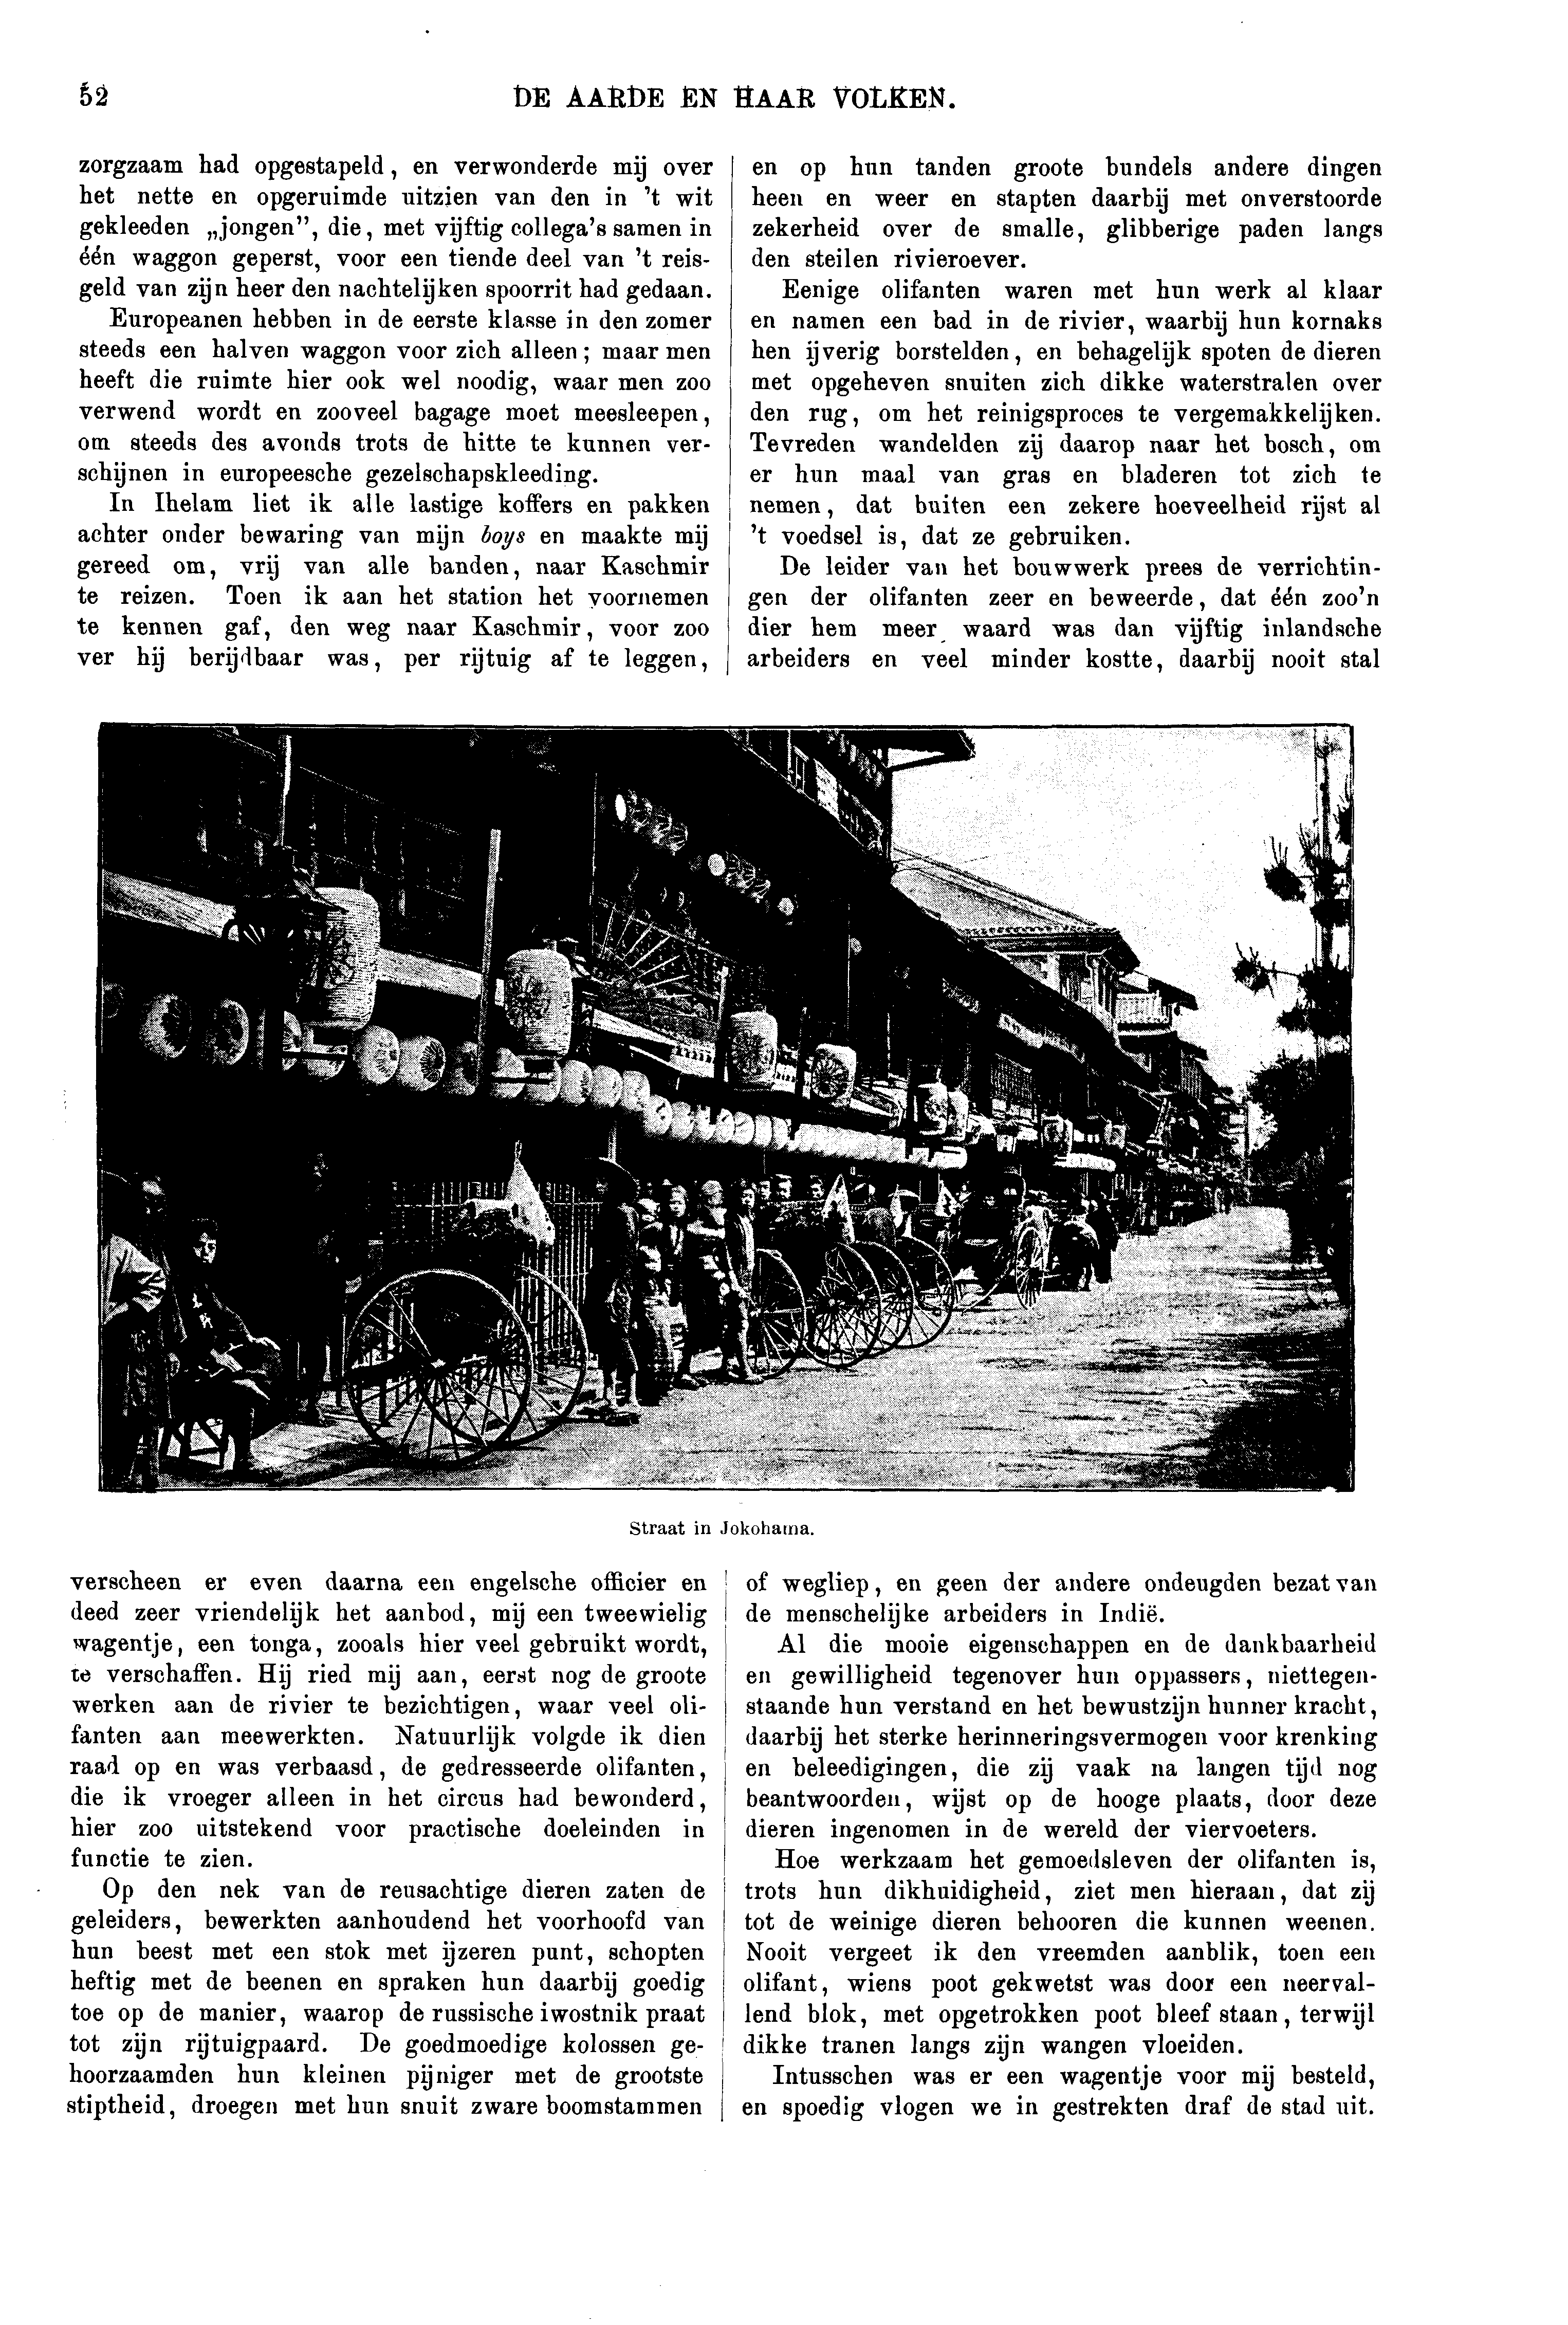 52
DE AARDE EN HAAR VOLKEN.
zorgzaam had opgestapeld, en verwonderde mij over
het nette en opgeruimde uitzien van den in 't wit
gekleeden „jongen”, die, met vijftig collega's samen in
één waggon geperst, voor een tiende deel van 't reis-
geld van zijn heer den nachtelijken spoorrit had gedaan.
Europeanen hebben in de eerste klasse in den zomer
steeds een halven waggon voor zich alleen; maar men
heeft die ruimte hier ook wel noodig, waar men zoo
verwend wordt en zooveel bagage moet meesleepen,
om steeds des avonds trots de hitte te kunnen ver-
schijnen in europeesche gezelschapskleeding.
In Ihelam liet ik alle lastige koffers en pakken
achter onder bewaring van mijn boys en maakte mij
gereed om, vrij van alle banden, naar Kaschmir
te reizen. Toen ik aan het station het voornemen
te kennen gaf, den weg naar Kaschmir, voor zoo
ver hij berijdbaar was, per rijtuig af te leggen,
verscheen er even daarna een engelsche officier en
deed zeer vriendelijk het aanbod, mij een tweewielig
wagentje, een tonga, zooals hier veel gebruikt wordt,
te verschaffen. Hij ried mij aan, eerst nog de groote
werken aan de rivier te bezichtigen, waar veel oli-
fanten aan meewerkten. Natuurlijk volgde ik dien
raad op en was verbaasd, de gedresseerde olifanten,
die ik vroeger alleen in het circus had bewonderd,
hier zoo uitstekend voor practische doeleinden in
functie te zien.
Op den nek van de reusachtige dieren zaten de
geleiders, bewerkten aanhoudend het voorhoofd van
hun beest met een stok met ijzeren punt, schopten
heftig met de beenen en spraken hun daarbij goedig
toe op de manier, waarop de russische iwostnik praat
tot zijn rijtuigpaard. De goedmoedige kolossen ge-
hoorzaamden hun kleinen pijniger met de grootste
stiptheid, droegen met hun snuit zware boomstammen
en op hun tanden groote bundels andere dingen
heen en weer en stapten daarbij met onverstoorde
zekerheid over de smalle, glibberige paden langs
den steilen rivieroever.
Eenige olifanten waren met hun werk al klaar
en namen een bad in de rivier, waarbij hun kornaks
hen ijverig borstelden, en behagelijk spoten de dieren
met opgeheven snuiten zich dikke waterstralen over
den rug, om het reinigsproces te vergemakkelijken.
Tevreden wandelden zij daarop naar het bosch, om
er hun maal van gras en bladeren tot zich te
nemen, dat buiten een zekere hoeveelheid rijst al
't voedsel is, dat ze gebruiken.
De leider van het bouwwerk prees de verrichtin-
gen der olifanten zeer en beweerde, dat één zoo'n
dier hem meer waard was dan vijftig inlandsche
arbeiders en veel minder kostte, daarbij nooit stal
of wegliep, en geen der andere ondeugden bezat van
de menschelijke arbeiders in Indië.
Al die mooie eigenschappen en de dankbaarheid
en gewilligheid tegenover hun oppassers, niettegen-
staande hun verstand en het bewustzijn hunner kracht,
daarbij het sterke herinneringsvermogen voor krenking
en beleedigingen, die zij vaak na langen tijd nog
beantwoorden, wijst op de hooge plaats, door deze
dieren ingenomen in de wereld der viervoeters.
Hoe werkzaam het gemoedsleven der olifanten is,
trots hun dikhuidigheid, ziet men hieraan, dat zij
tot de weinige dieren behooren die kunnen weenen.
Nooit vergeet ik den vreemden aanblik, toen een
olifant, wiens poot gekwetst was door een neerval-
lend blok, met opgetrokken poot bleef staan, terwijl
dikke tranen langs zijn wangen vloeiden.
Intusschen was er een wagentje voor mij besteld,
en spoedig vlogen we in gestrekten draf de stad uit.
Straat in Jokohama.